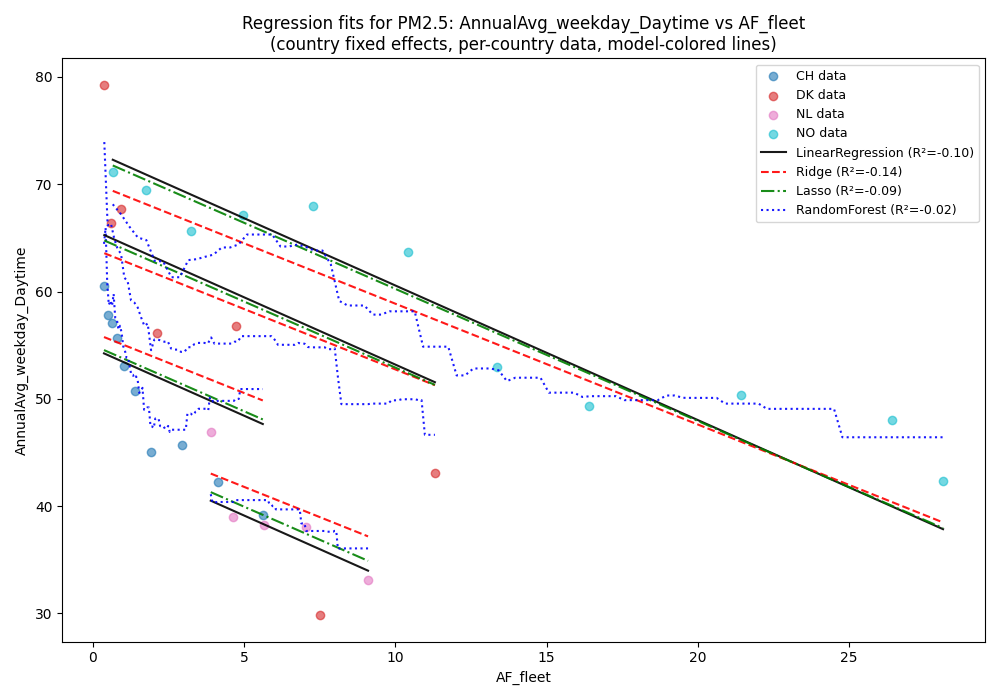 Regression fits for PM2.5: AnnualAvg_weekday_Daytime vs AF_fleet
(country fixed effects, per-country data, model-colored lines)
CH data
DK data
NL data
NO data
LinearRegression (R²=-0.10)
Ridge (R²=-0.14)
Lasso (R²=-0.09)
RandomForest (R²=-0.02)
AnnualAvg_weekday_Daytime
80
70
60
50
40
30
0
5
10
15
20
25
AF_fleet